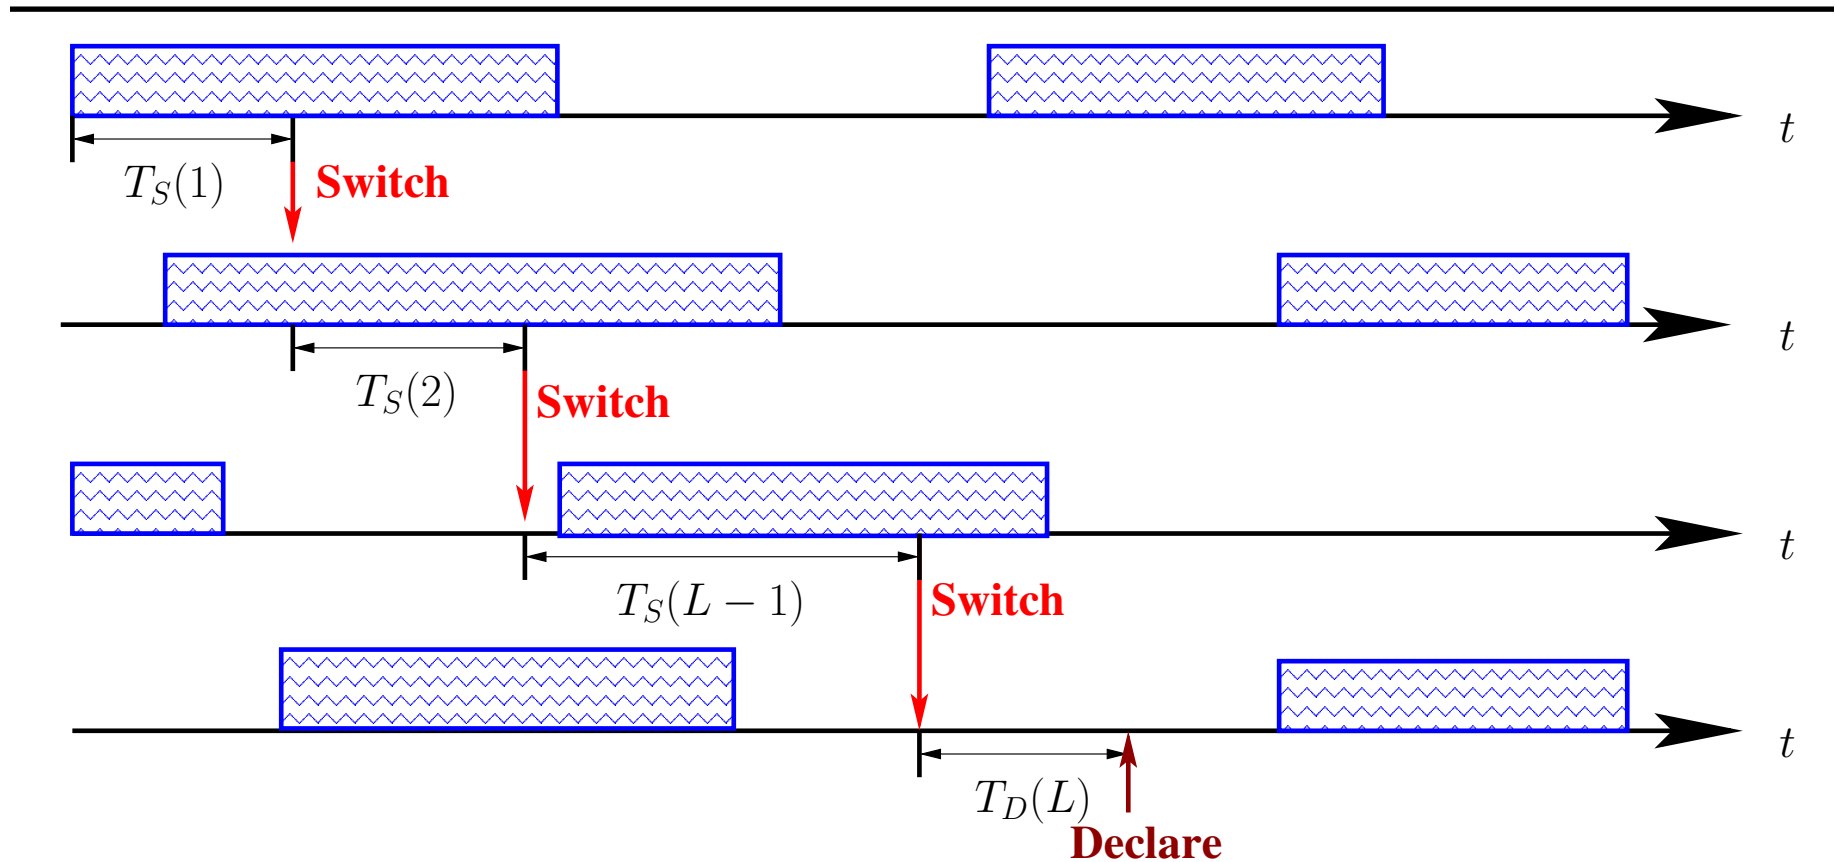 t
$T_S(1)$
Switch
t
$T_S(2)$
Switch
t
$T_S(L-1)$
Switch
t
$T_D(L)$
Declare